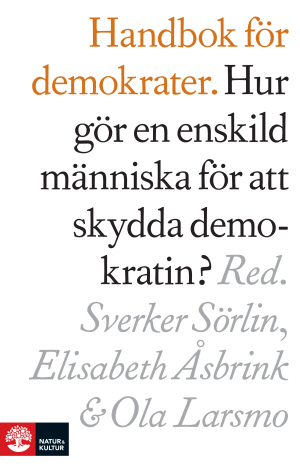 Handbok för
demokrater. Hur
gör en enskild
människa för att
skydda demo-
kratin? Red.
Sverker Sörlin,
Elisabeth Åsbrink
& Ola Larsmo
NATUR &
KULTUR